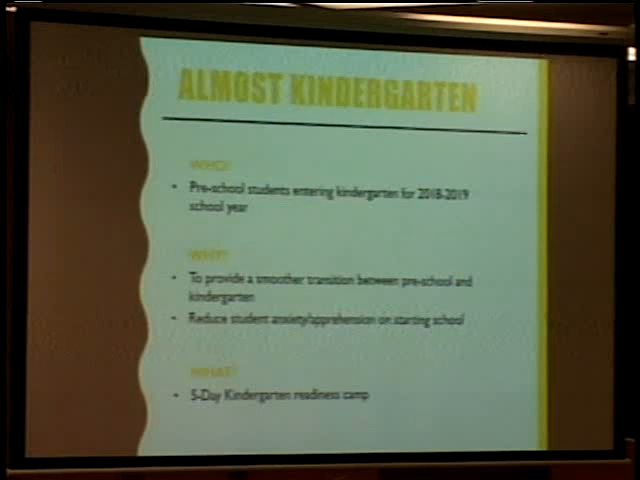 ALMOST KINDERGARTEN
WHO?
• Pre-school students entering kindergarten for 2018-2019
school year
WHY?
• To provide a smoother transition between pre-school and
kindergarten
• Reduce student anxiety/apprehension on starting school
WHAT?
• 5-Day Kindergarten readiness camp